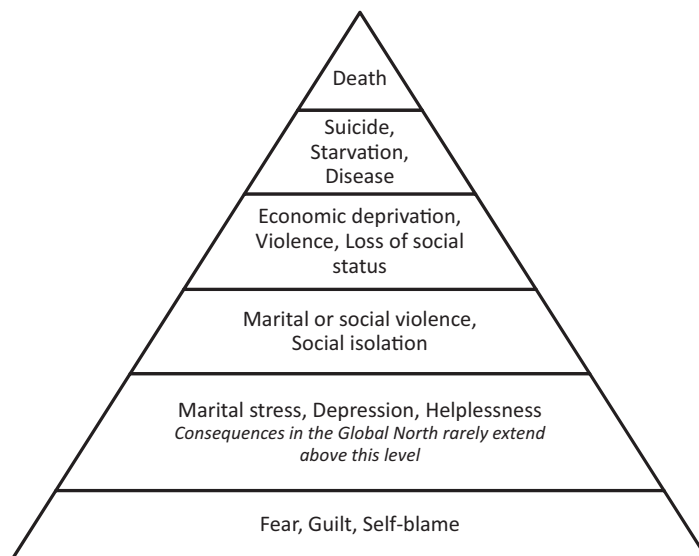 Death
Suicide,
Starvation,
Disease
Economic deprivation,
Violence, Loss of social
status
Marital or social violence,
Social isolation
Marital stress, Depression, Helplessness
Consequences in the Global North rarely extend
above this level
Fear, Guilt, Self-blame